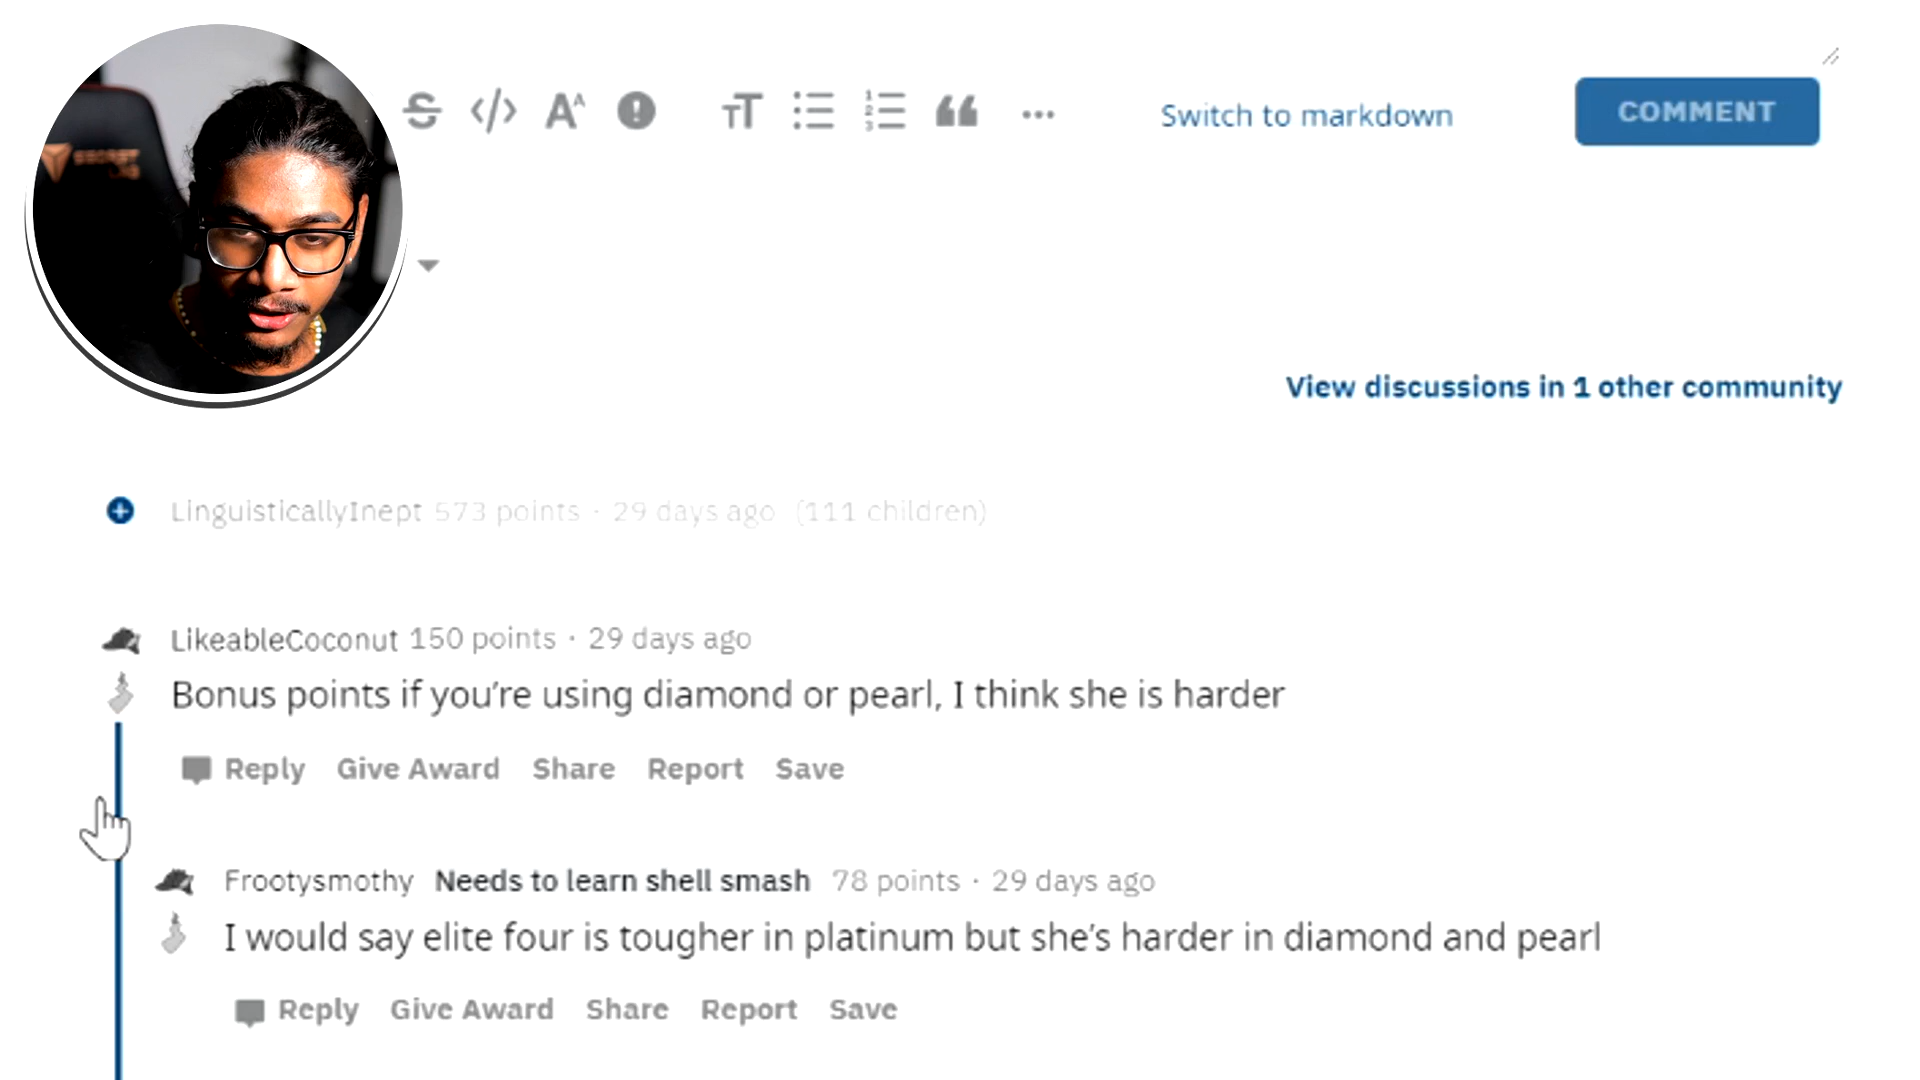 SECRET
LAB
Switch to markdown
COMMENT
View discussions in 1 other community
LinguisticallyInept 573 points · 29 days ago (111 children)
LikeableCoconut 150 points · 29 days ago
Bonus points if you're using diamond or pearl, I think she is harder
Reply Give Award Share Report Save
Frootysmothy Needs to learn shell smash 78 points · 29 days ago
I would say elite four is tougher in platinum but she's harder in diamond and pearl
Reply Give Award Share Report Save